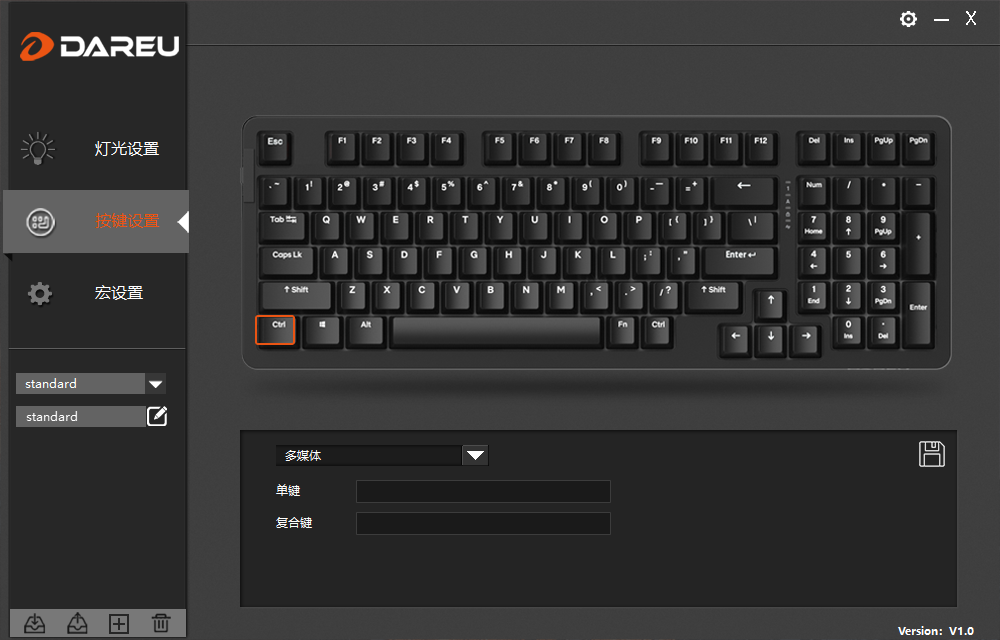 DAREU
灯光设置
按键设置
宏设置
standard
standard
X
Esc F1 F2 F3 F4 F5 F6 F7 F8 F9 F10 F11 F12 Del Ins PgUp PgDn
· ~ 1 ! 2 @ 3 # 4 $ 5 % 6 ^ 7 & 8 * 9 ( 0 ) - — = + ← Num / * −
Tab Q W E R T Y U I O P [ { ] } \ | 7 Home 8 ↑ 9 PgUp +
Caps Lk A S D F G H J K L ; : , " Enter ↵ 4 ← 5 6 →
⇧ Shift Z X C V B N M , < . > / ? ⇧ Shift ↑ 1 End 2 ↓ 3 PgDn Enter
Ctrl Alt Fn Ctrl ← ↓ → 0 Ins . Del
多媒体
单键
复合键
Version: V1.0